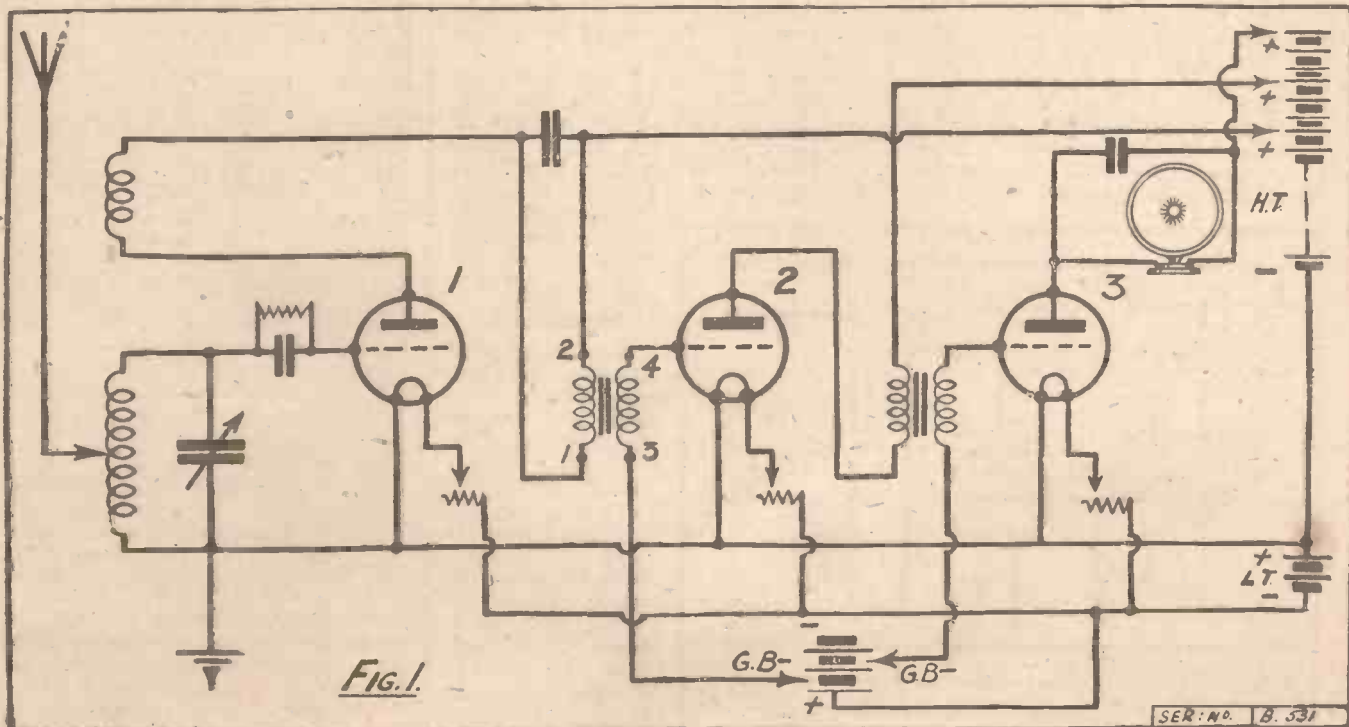 +
+
+
H.T.
-
1
2
3
2
4
1
3
+
L.T.
-
-
G.B-
G.B-
+
FIG. 1.
SER: NO. B. 531